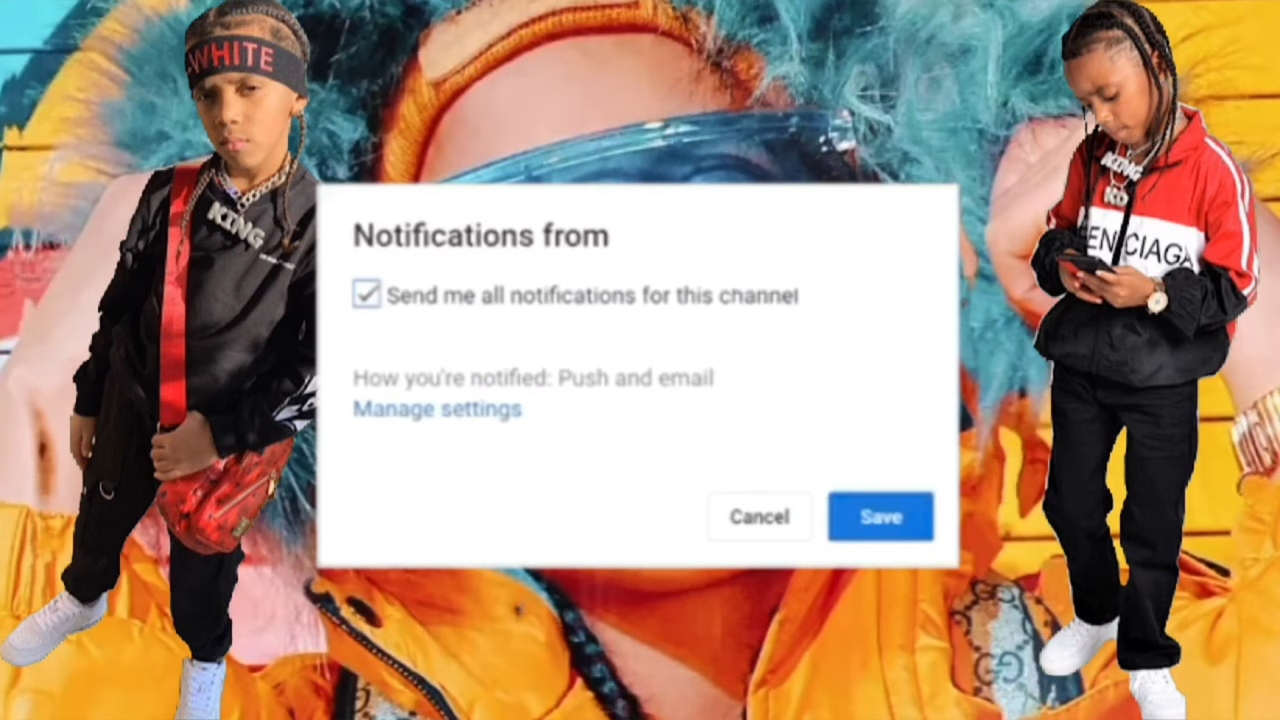 -WHITE
KING
Notifications from
Send me all notifications for this channel
How you're notified: Push and email
Manage settings
Cancel
Save
KING
ENCIAGA